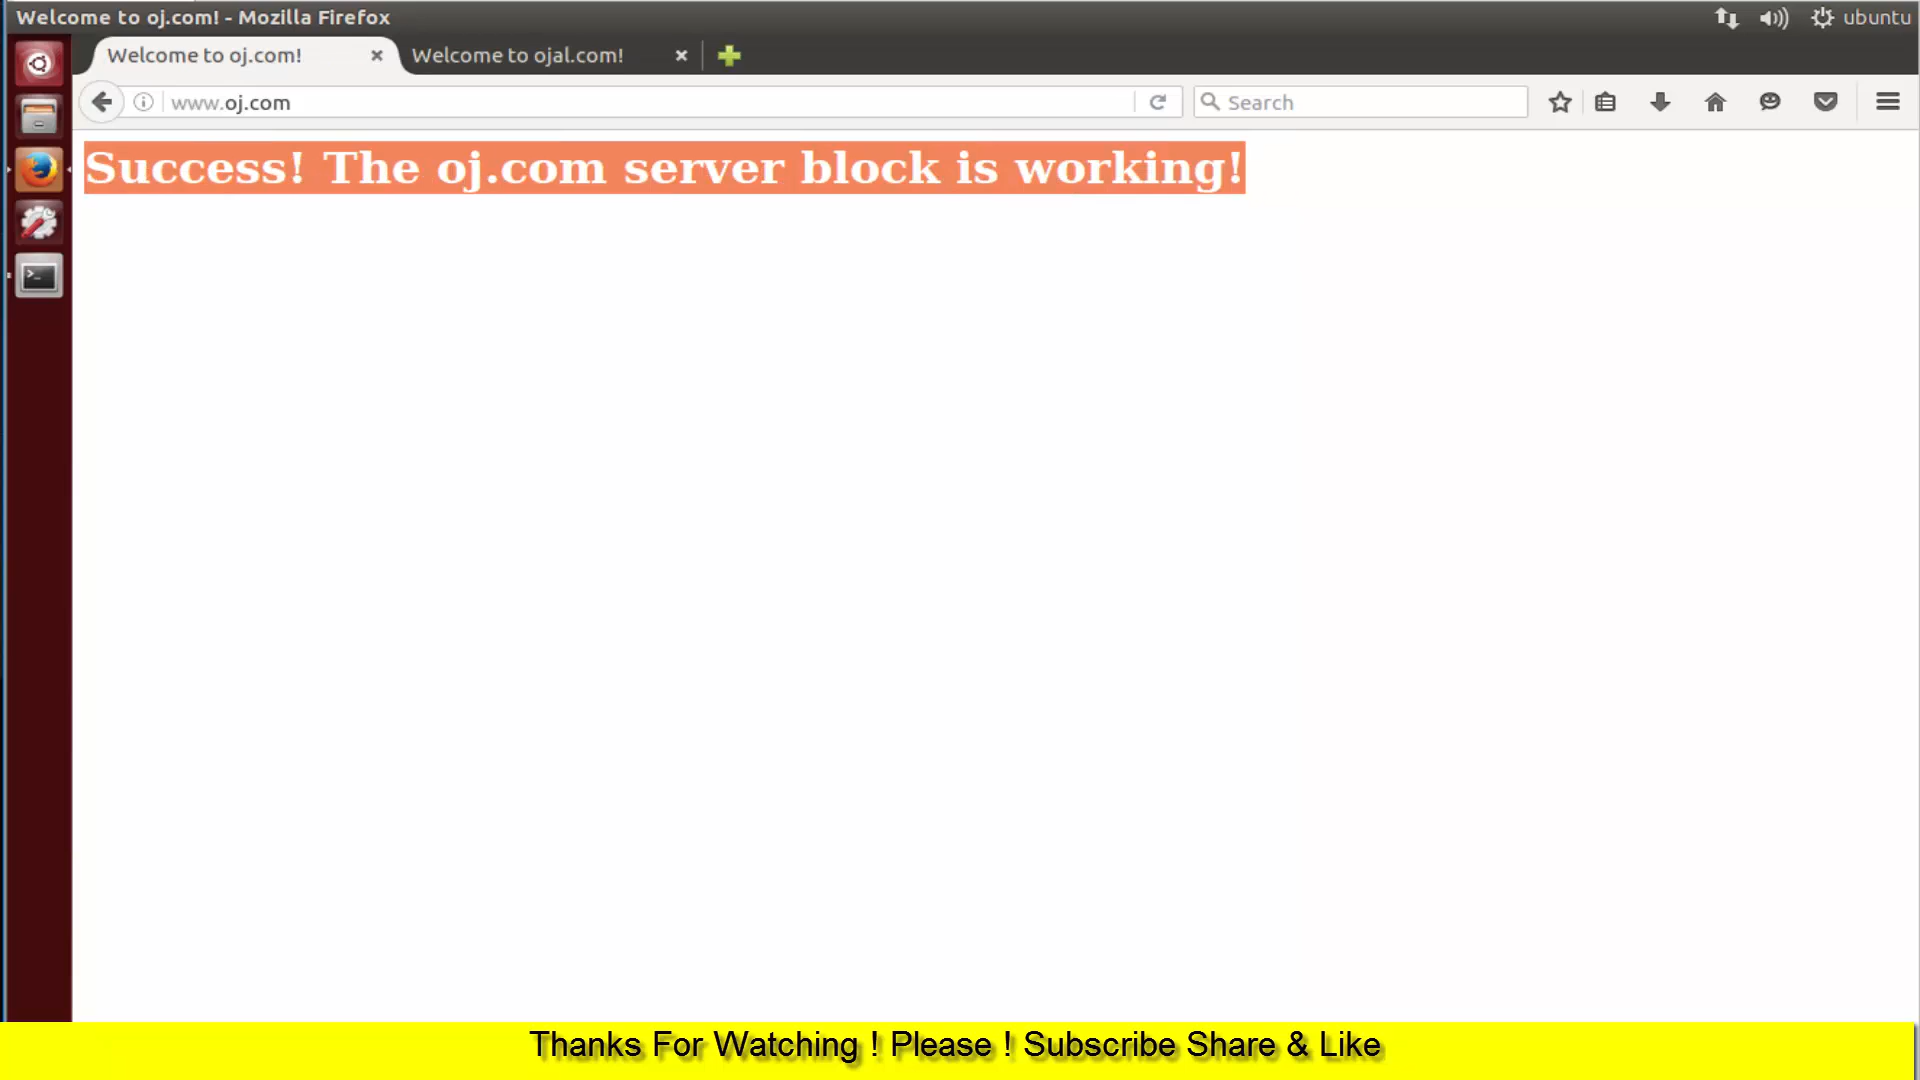 Welcome to oj.com! - Mozilla Firefox
ubuntu
Welcome to oj.com!
Welcome to ojal.com!
www.oj.com
Search
Success! The oj.com server block is working!
Thanks For Watching ! Please ! Subscribe Share & Like